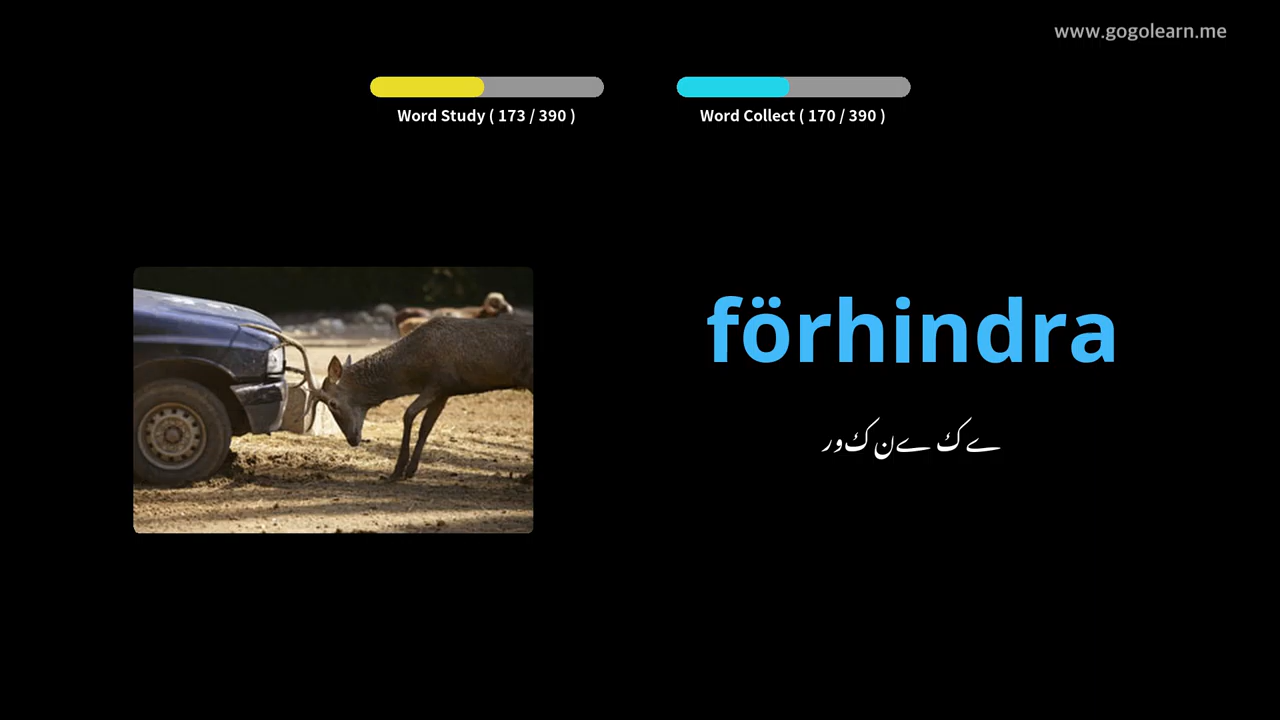 www.gogolearn.me
Word Study ( 173 / 390 )
Word Collect ( 170 / 390 )
förhindra
روکنے کے